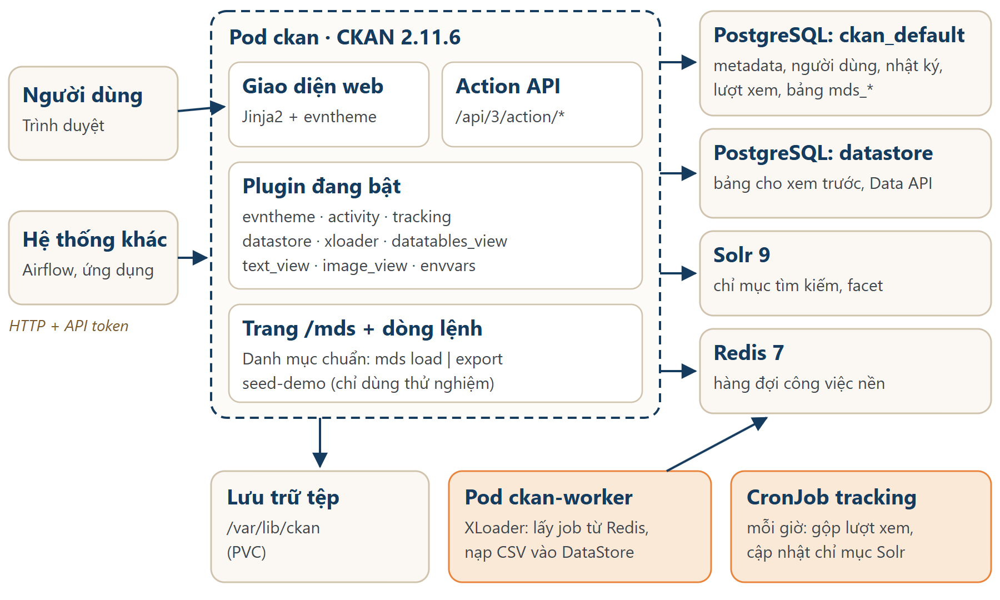 Người dùng
Trình duyệt
Hệ thống khác
Airflow, ứng dụng
HTTP + API token
Pod ckan · CKAN 2.11.6
Giao diện web
Jinja2 + evntheme
Action API
/api/3/action/*
Plugin đang bật
evntheme · activity · tracking
datastore · xloader · datatables_view
text_view · image_view · envvars
Trang /mds + dòng lệnh
Danh mục chuẩn: mds load | export
seed-demo (chỉ dùng thử nghiệm)
PostgreSQL: ckan_default
metadata, người dùng, nhật ký,
lượt xem, bảng mds_*
PostgreSQL: datastore
bảng cho xem trước, Data API
Solr 9
chỉ mục tìm kiếm, facet
Redis 7
hàng đợi công việc nền
Lưu trữ tệp
/var/lib/ckan
(PVC)
Pod ckan-worker
XLoader: lấy job từ Redis,
nạp CSV vào DataStore
CronJob tracking
mỗi giờ: gộp lượt xem,
cập nhật chỉ mục Solr